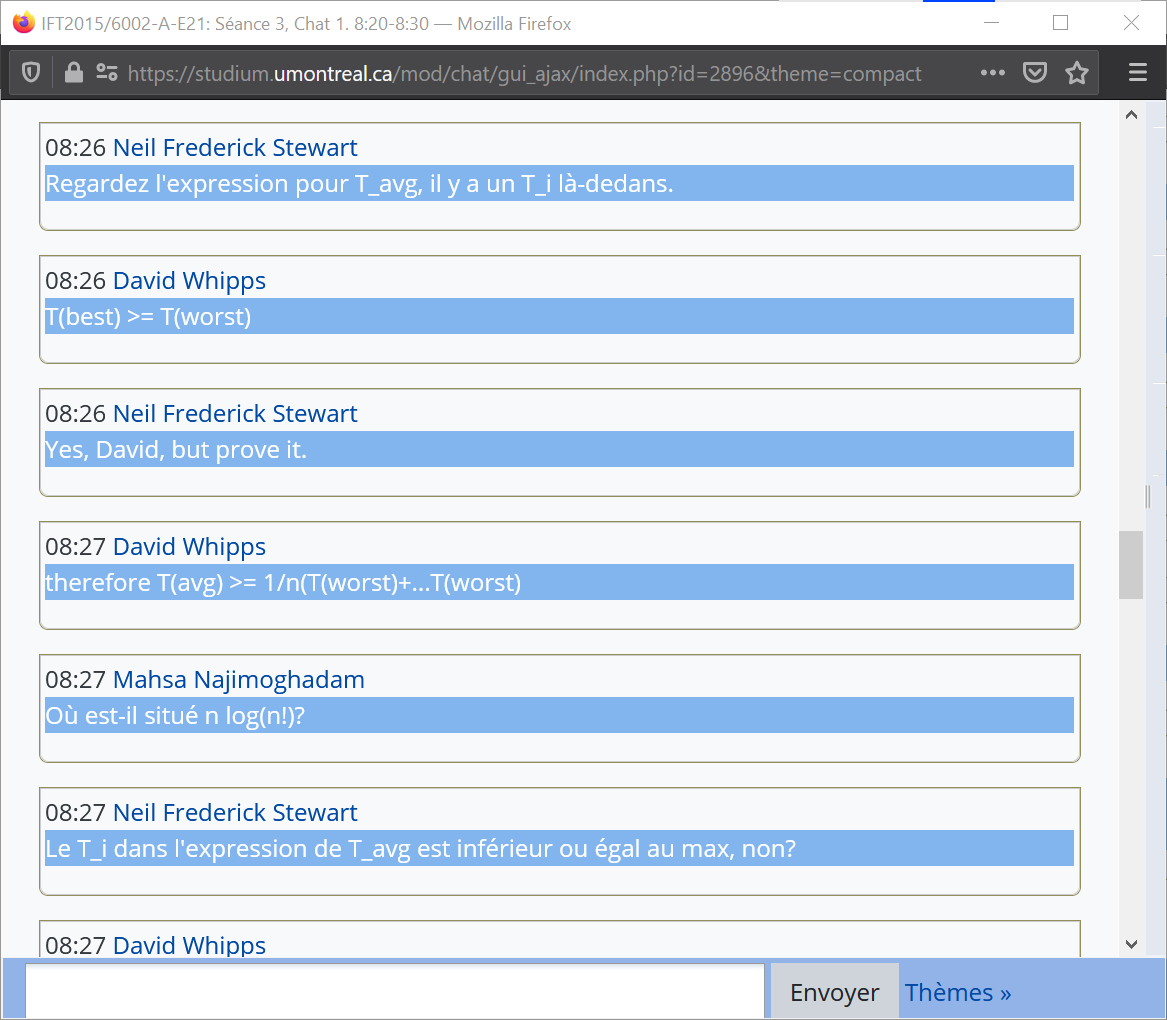 IFT2015/6002-A-E21: Séance 3, Chat 1. 8:20-8:30 — Mozilla Firefox
https://studium.umontreal.ca/mod/chat/gui_ajax/index.php?id=2896&theme=compact
08:26 Neil Frederick Stewart
Regardez l'expression pour T_avg, il y a un T_i là-dedans.
08:26 David Whipps
T(best) >= T(worst)
08:26 Neil Frederick Stewart
Yes, David, but prove it.
08:27 David Whipps
therefore T(avg) >= 1/n(T(worst)+...T(worst)
08:27 Mahsa Najimoghadam
Où est-il situé n log(n!)?
08:27 Neil Frederick Stewart
Le T_i dans l'expression de T_avg est inférieur ou égal au max, non?
08:27 David Whipps
Envoyer Thèmes »